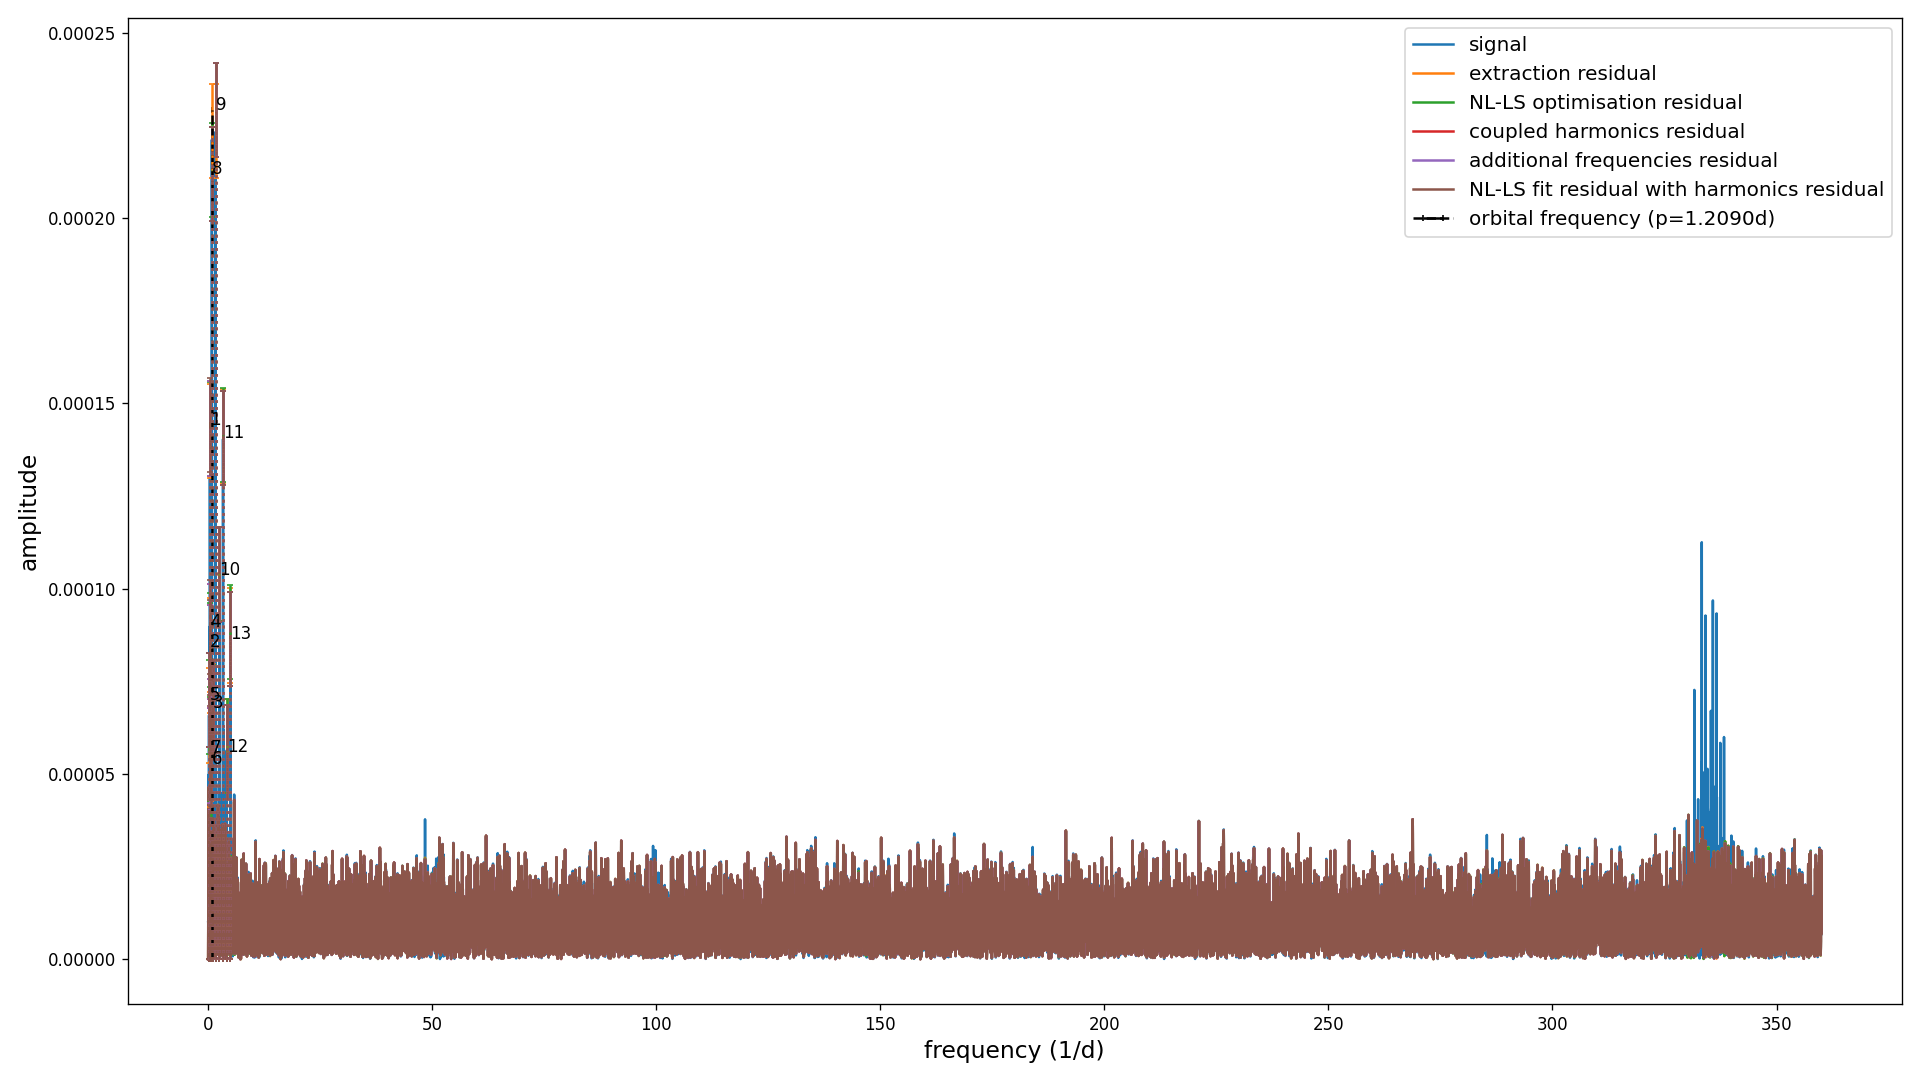 0.00025
0.00020
0.00015
0.00010
0.00005
0.00000
amplitude
0
50
100
150
200
250
300
350
frequency (1/d)
signal
extraction residual
NL-LS optimisation residual
coupled harmonics residual
additional frequencies residual
NL-LS fit residual with harmonics residual
orbital frequency (p=1.2090d)
9
8
1
11
10
4
13
2
5
12
7
6